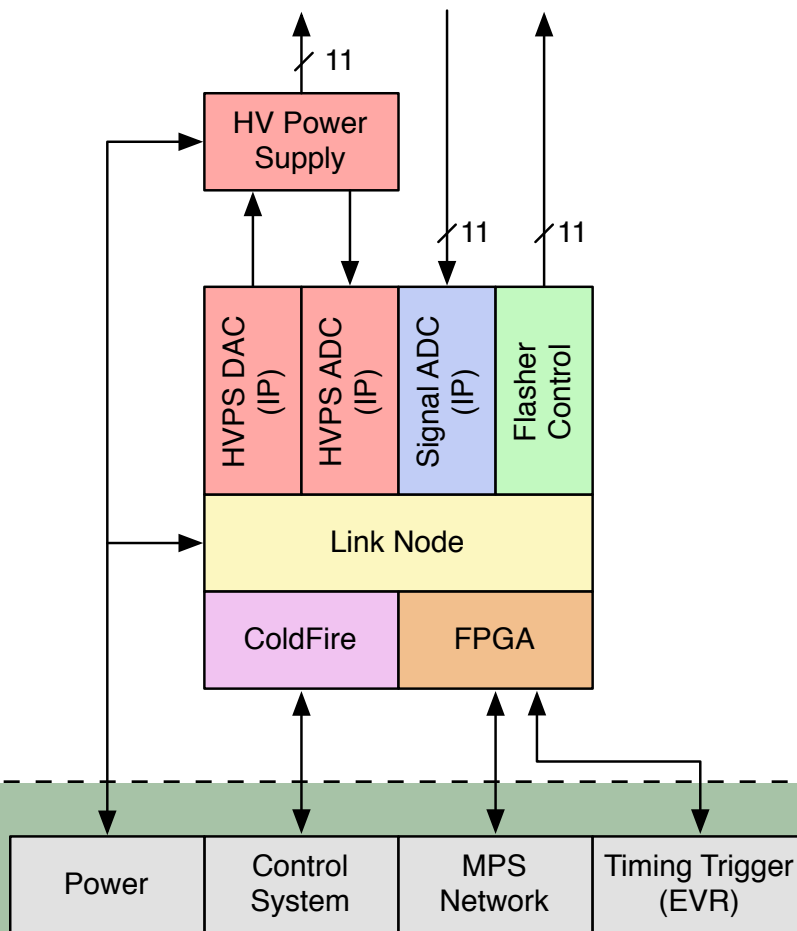 11
HV Power
Supply
11
11
HVPS DAC
(IP)
HVPS ADC
(IP)
Signal ADC
(IP)
Flasher
Control
Link Node
ColdFire
FPGA
Power
Control
System
MPS
Network
Timing Trigger
(EVR)